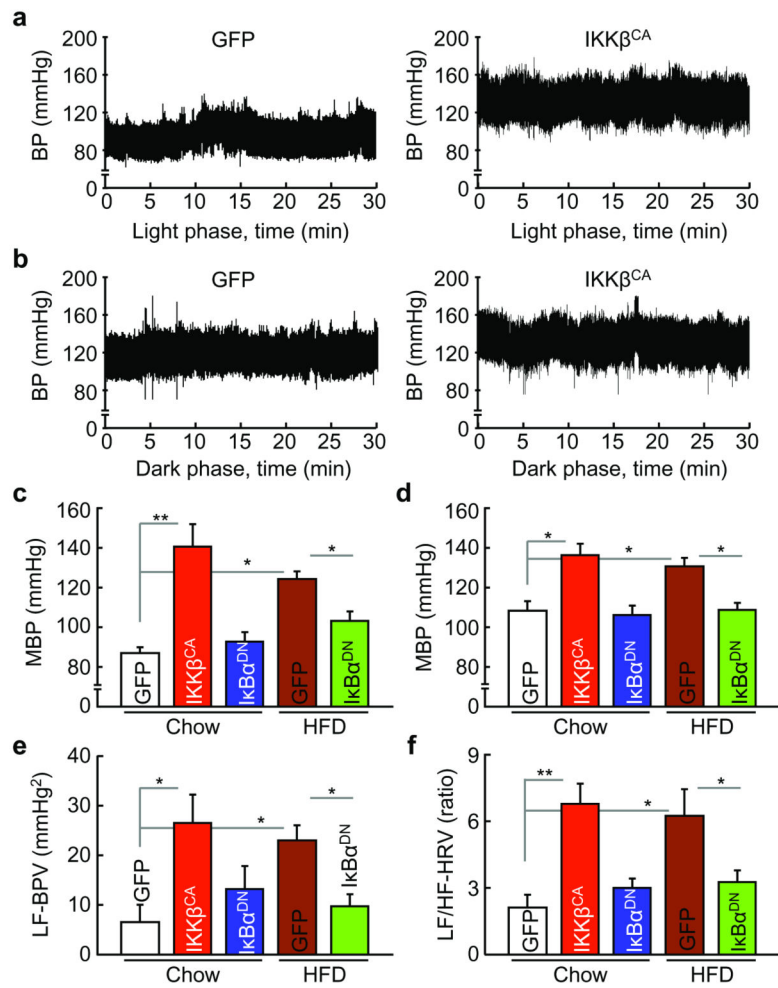 a
GFP
IKKβCA
200
160
120
80
0
BP (mmHg)
0 5 10 15 20 25 30
Light phase, time (min)
200
160
120
80
0
BP (mmHg)
0 5 10 15 20 25 30
Light phase, time (min)
b
GFP
IKKβCA
200
160
120
80
0
BP (mmHg)
0 5 10 15 20 25 30
Dark phase, time (min)
200
160
120
80
0
BP (mmHg)
0 5 10 15 20 25 30
Dark phase, time (min)
c
160
140
120
100
80
0
MBP (mmHg)
**
*
*
GFP
IKKβCA
IκBαDN
GFP
IκBαDN
Chow
HFD
d
160
140
120
100
80
0
MBP (mmHg)
*
*
*
GFP
IKKβCA
IκBαDN
GFP
IκBαDN
Chow
HFD
e
40
30
20
10
0
LF-BPV (mmHg2)
*
*
*
GFP
IKKβCA
IκBαDN
GFP
IκBαDN
Chow
HFD
f
9
6
3
0
LF/HF-HRV (ratio)
**
*
*
GFP
IKKβCA
IκBαDN
GFP
IκBαDN
Chow
HFD